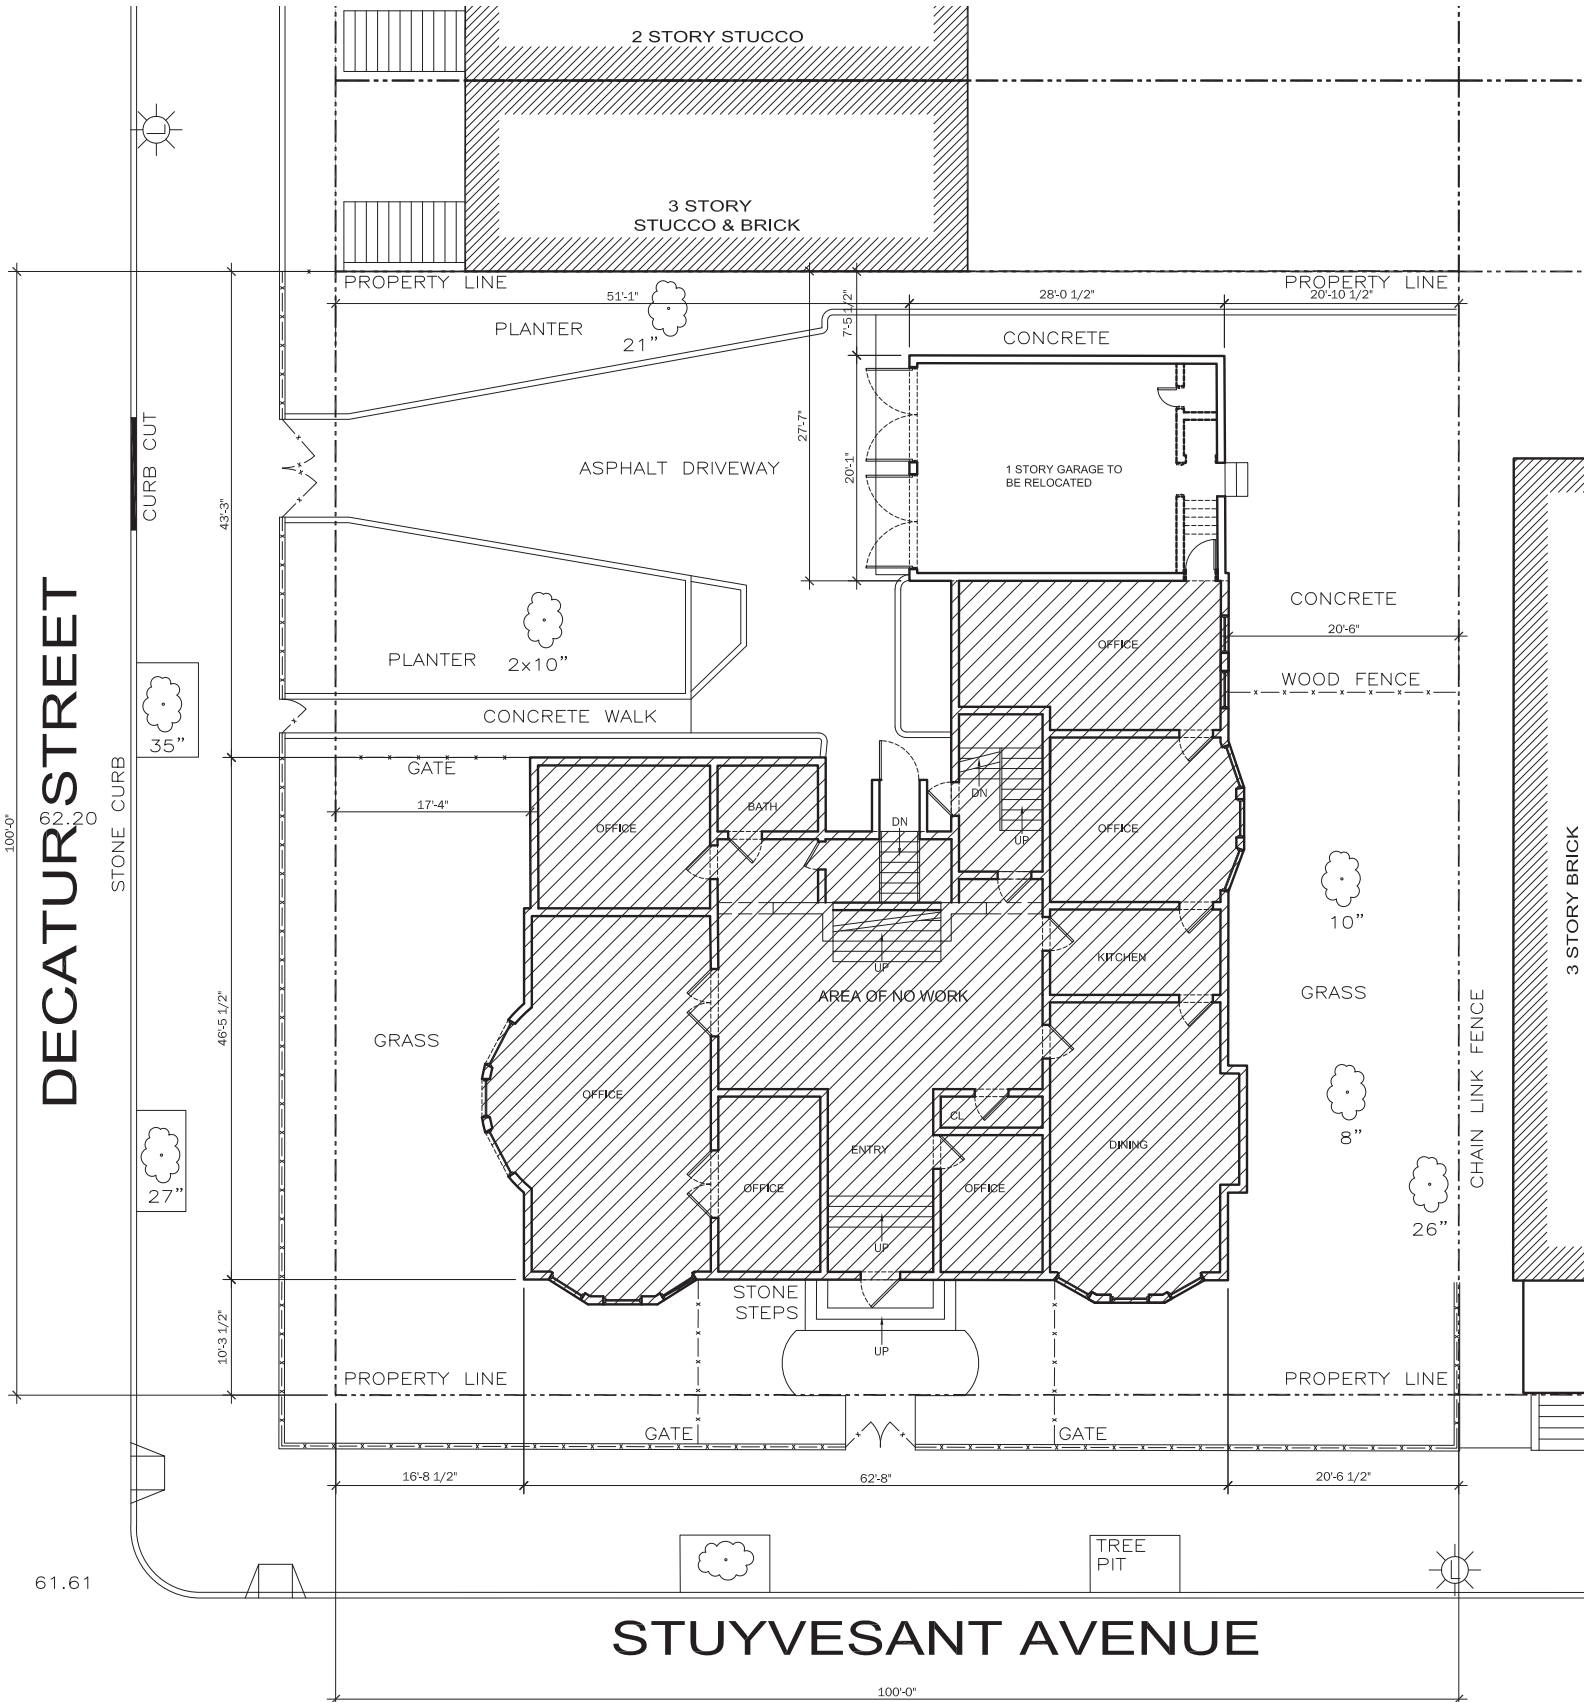 2 STORY STUCCO
3 STORY
STUCCO & BRICK
PROPERTY LINE
PROPERTY LINE
51'-1"
28'-0 1/2"
20'-10 1/2"
PLANTER
21"
7'-5 1/2"
CONCRETE
CURB CUT
43'-3"
ASPHALT DRIVEWAY
27'-7"
20'-1"
1 STORY GARAGE TO
BE RELOCATED
DECATUR STREET
CONCRETE
20'-6"
OFFICE
PLANTER
2x10"
WOOD FENCE
35"
CONCRETE WALK
GATE
STONE CURB
62.20
100'-0"
17'-4"
OFFICE
BATH
DN
DN
UP
OFFICE
10"
3 STORY BRICK
UP
KITCHEN
AREA OF NO WORK
GRASS
46'-5 1/2"
GRASS
CHAIN LINK FENCE
OFFICE
CL
8"
27"
ENTRY
DINING
OFFICE
OFFICE
26"
UP
STONE
STEPS
10'-3 1/2"
UP
PROPERTY LINE
PROPERTY LINE
GATE
GATE
16'-8 1/2"
62'-8"
20'-6 1/2"
TREE
PIT
61.61
STUYVESANT AVENUE
100'-0"